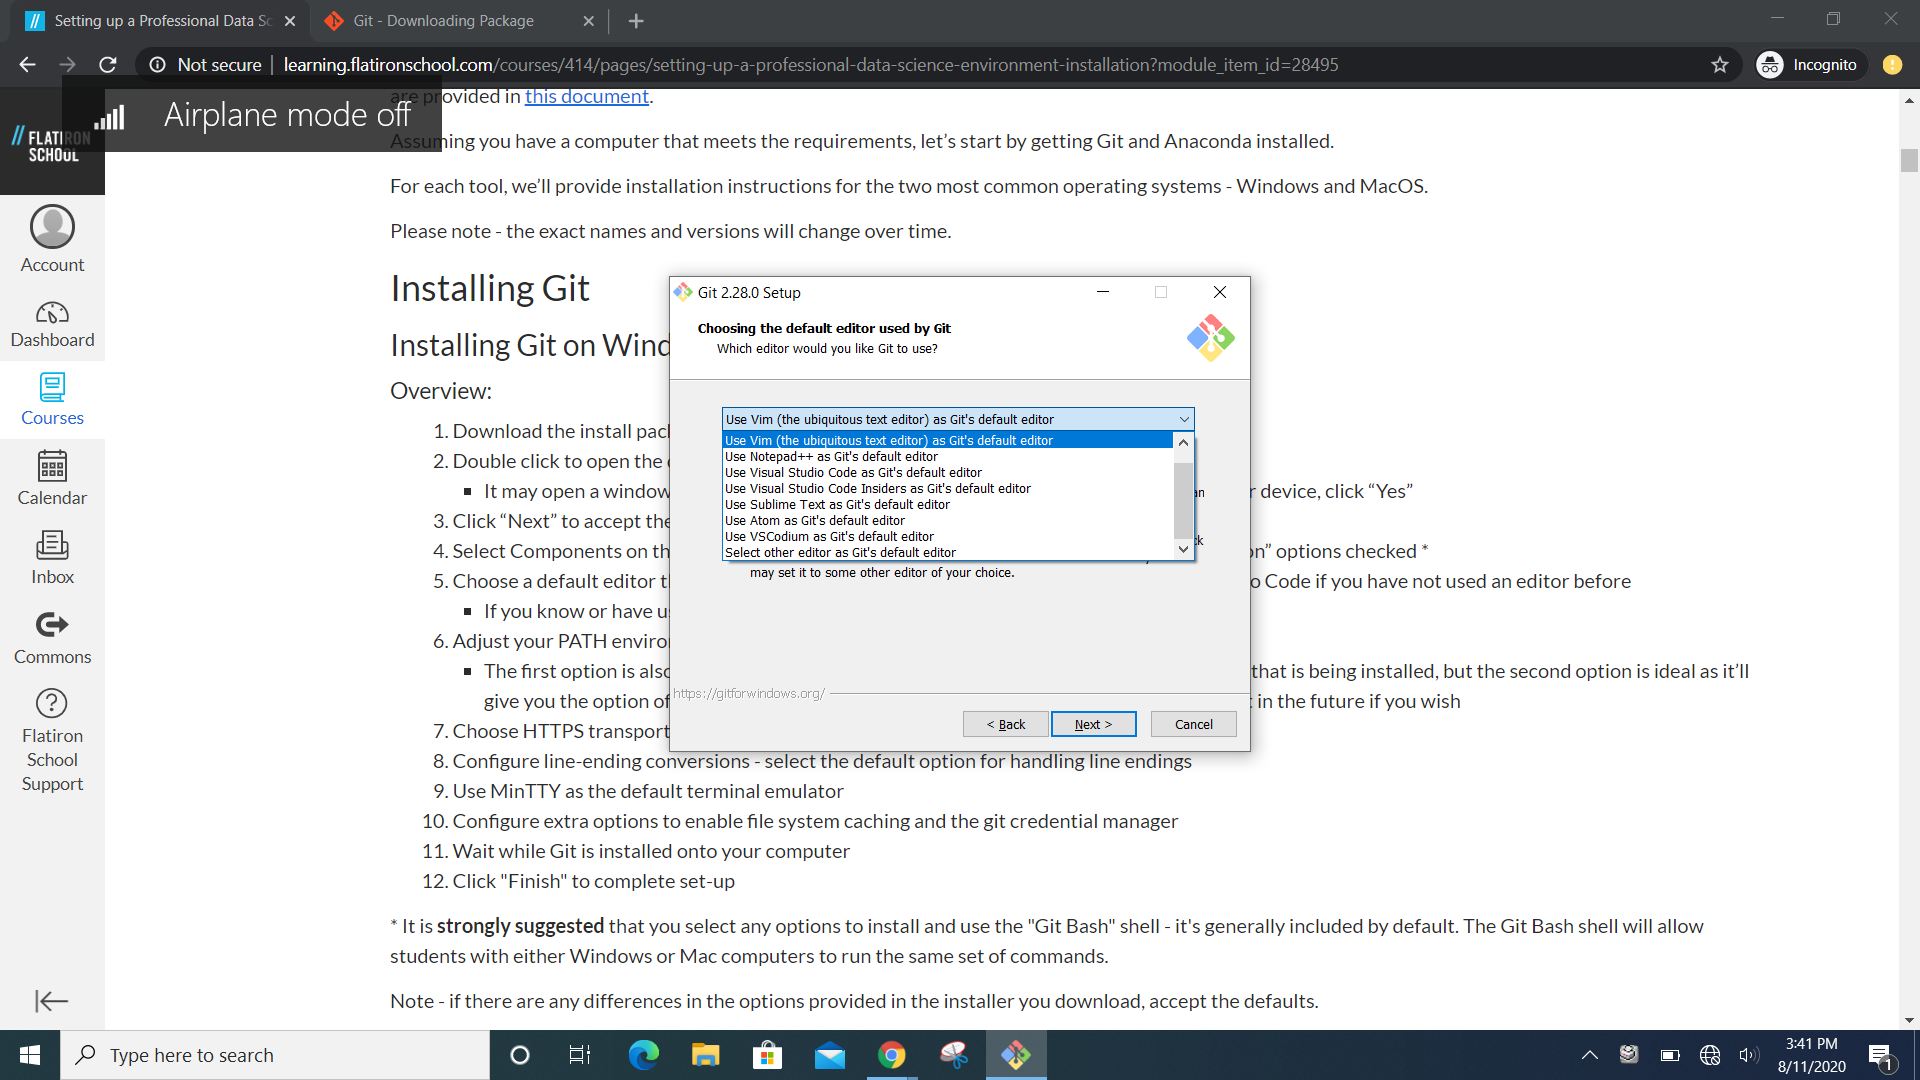 Setting up a Professional Data Sc
Git - Downloading Package
Not secure
learning.flatironschool.com/courses/414/pages/setting-up-a-professional-data-science-environment-installation?module_item_id=28495
Incognito
Airplane mode off
FLATIRON
SCHOOL
Account
Dashboard
Courses
Calendar
Inbox
Commons
Flatiron
School
Support
are provided in this document.
Assuming you have a computer that meets the requirements, let's start by getting Git and Anaconda installed.
For each tool, we'll provide installation instructions for the two most common operating systems - Windows and MacOS.
Please note - the exact names and versions will change over time.
Installing Git
Installing Git on Wind
Overview:
1. Download the install pac
2. Double click to open the
It may open a window r device, click “Yes”
3. Click “Next” to accept the
4. Select Components on th on” options checked *
5. Choose a default editor t o Code if you have not used an editor before
If you know or have u
6. Adjust your PATH enviro
The first option is also that is being installed, but the second option is ideal as it'll
give you the option of in the future if you wish
7. Choose HTTPS transport
8. Configure line-ending conversions - select the default option for handling line endings
9. Use MinTTY as the default terminal emulator
10. Configure extra options to enable file system caching and the git credential manager
11. Wait while Git is installed onto your computer
12. Click "Finish" to complete set-up
* It is strongly suggested that you select any options to install and use the "Git Bash" shell - it's generally included by default. The Git Bash shell will allow
students with either Windows or Mac computers to run the same set of commands.
Note - if there are any differences in the options provided in the installer you download, accept the defaults.
Git 2.28.0 Setup
Choosing the default editor used by Git
Which editor would you like Git to use?
Use Vim (the ubiquitous text editor) as Git's default editor
Use Vim (the ubiquitous text editor) as Git's default editor
Use Notepad++ as Git's default editor
Use Visual Studio Code as Git's default editor
Use Visual Studio Code Insiders as Git's default editor
Use Sublime Text as Git's default editor
Use Atom as Git's default editor
Use VSCodium as Git's default editor
Select other editor as Git's default editor
may set it to some other editor of your choice.
https://gitforwindows.org/
< Back
Next >
Cancel
Type here to search
3:41 PM
8/11/2020
1